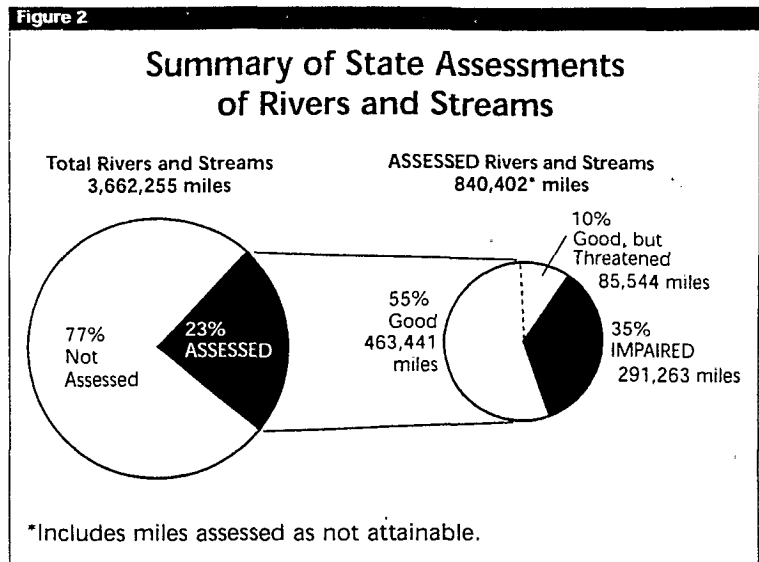 Figure 2
Summary of State Assessments
of Rivers and Streams
Total Rivers and Streams
3,662,255 miles
ASSESSED Rivers and Streams
840,402* miles
77%
Not
Assessed
23%
ASSESSED
55%
Good
463,441
miles
10%
Good, but
Threatened
85,544 miles
35%
IMPAIRED
291,263 miles
*Includes miles assessed as not attainable.